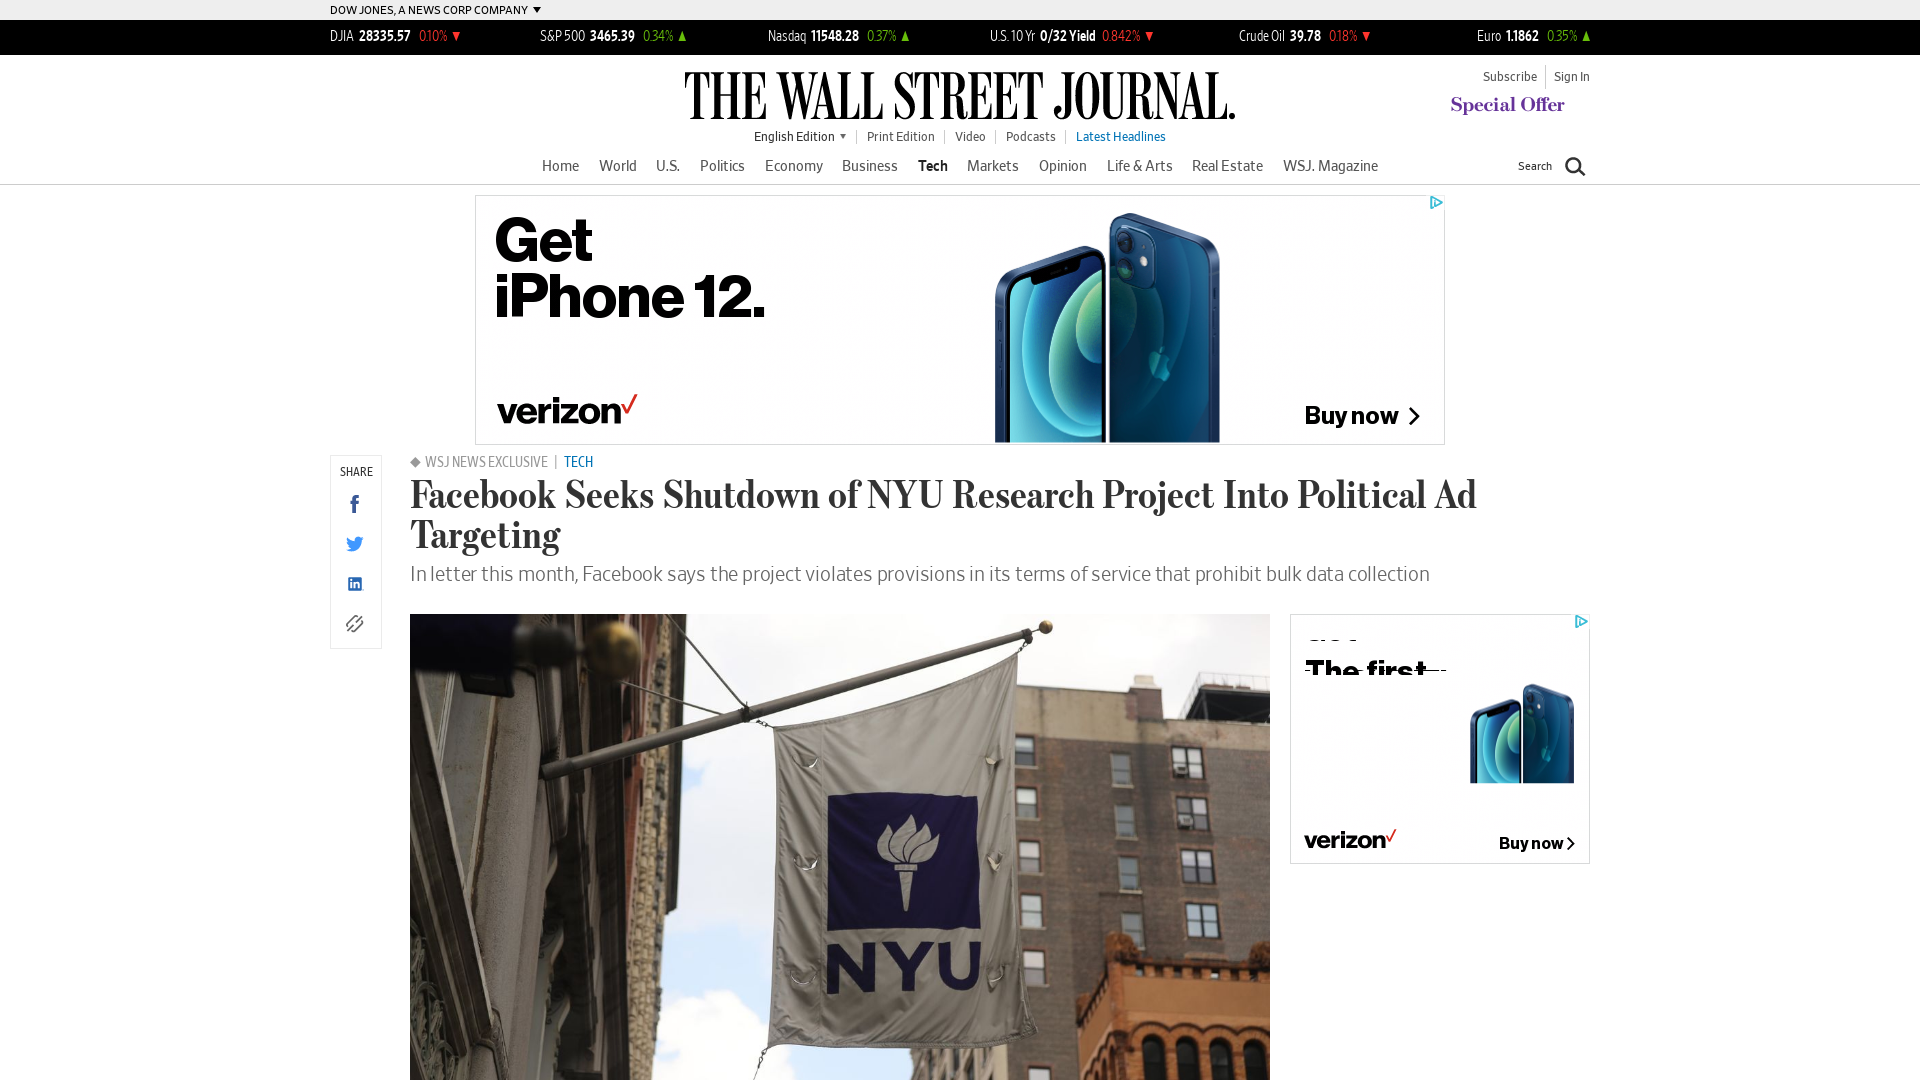 DOW JONES, A NEWS CORP COMPANY
DJIA 28335.57 0.10% S&P 500 3465.39 0.34% Nasdaq 11548.28 0.37% U.S. 10 Yr 0/32 Yield 0.842% Crude Oil 39.78 0.18% Euro 1.1862 0.35%
Subscribe Sign In
THE WALL STREET JOURNAL.
Special Offer
English Edition Print Edition Video Podcasts Latest Headlines
Home World U.S. Politics Economy Business Tech Markets Opinion Life & Arts Real Estate WSJ. Magazine Search
Get
iPhone 12.
verizon
Buy now
SHARE
WSJ NEWS EXCLUSIVE | TECH
Facebook Seeks Shutdown of NYU Research Project Into Political Ad
Targeting
In letter this month, Facebook says the project violates provisions in its terms of service that prohibit bulk data collection
NYU
The first
verizon
Buy now